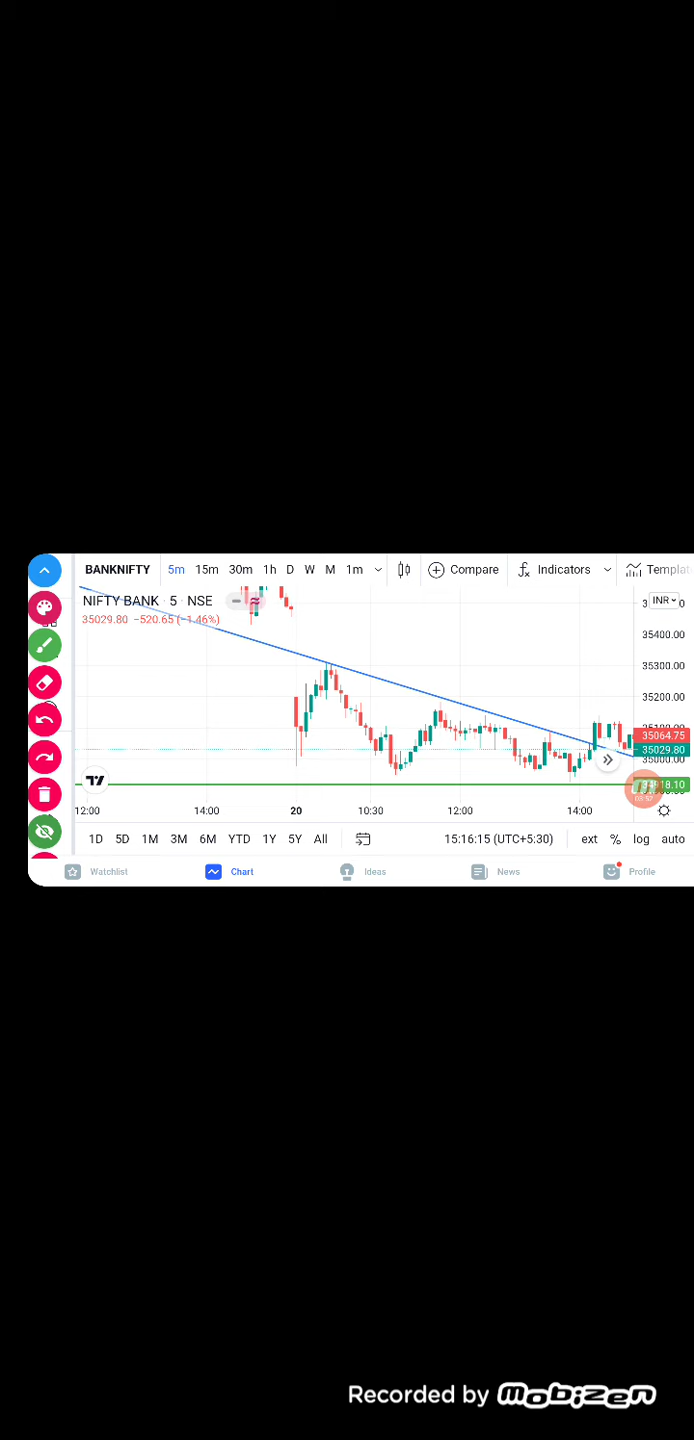 BANKNIFTY 5m 15m 30m 1h D W M 1m Compare Indicators
NIFTY BANK · 5 · NSE
INR
35029.80 −520.65 (−1.46%)
35400.00
35300.00
35200.00
35064.75
35029.80
35000.00
12:00 14:00 20 10:30 12:00 14:00
1D 5D 1M 3M 6M YTD 1Y 5Y All 15:16:15 (UTC+5:30) ext % log auto
Watchlist Chart Ideas News Profile
Recorded by mobizen